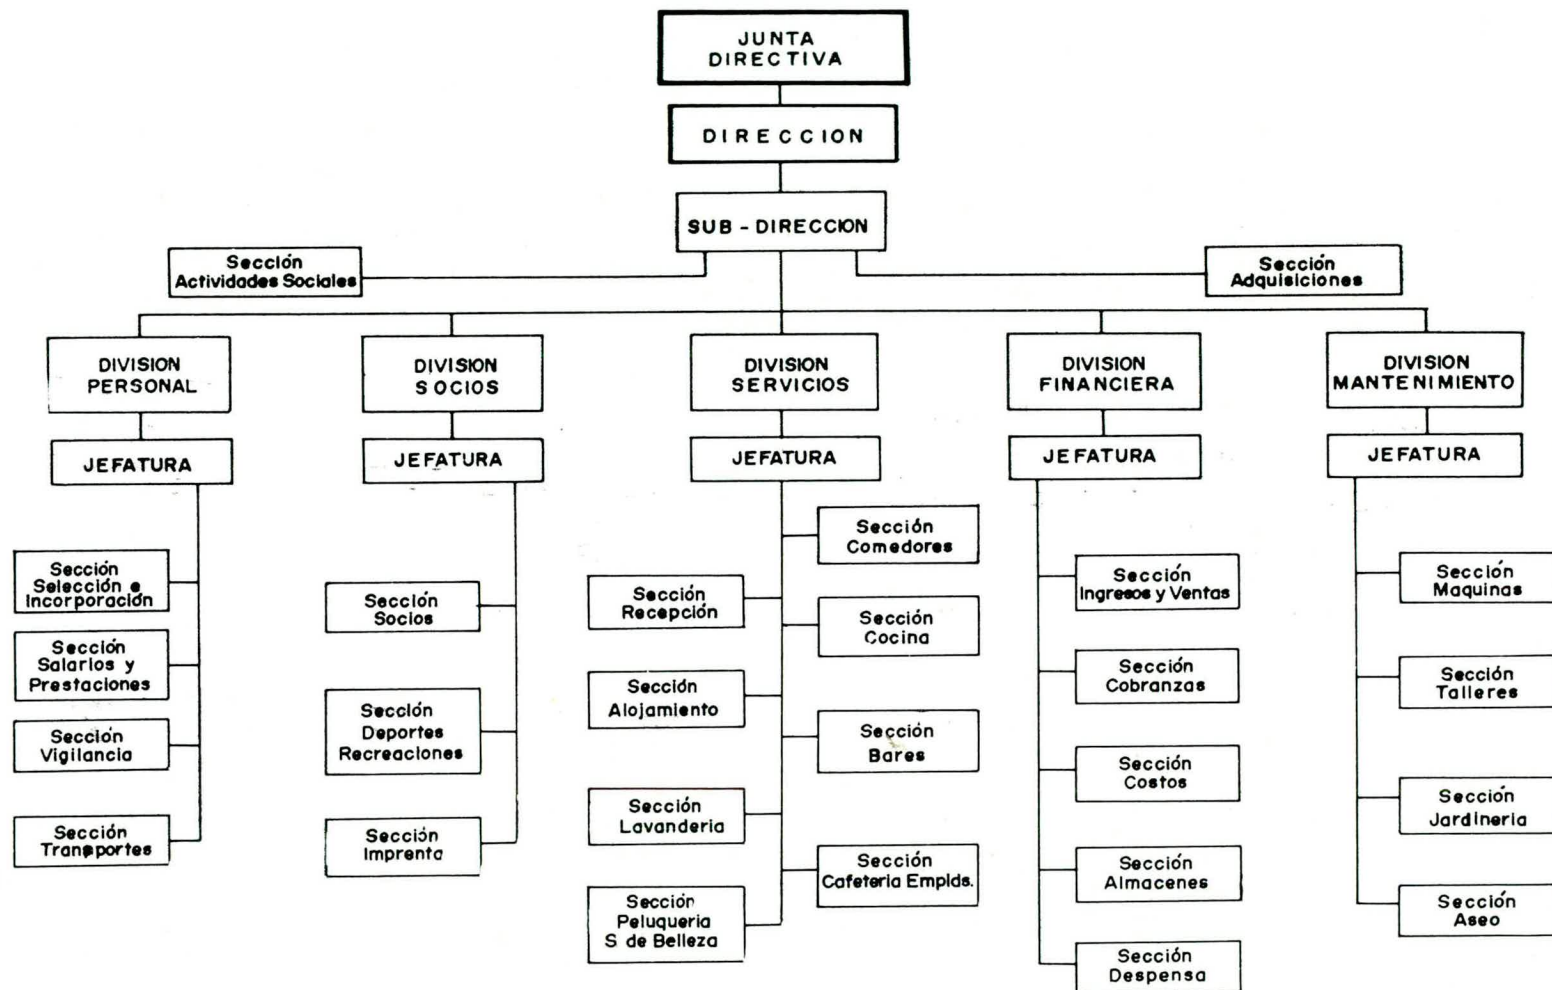 JUNTA
DIRECTIVA
DIRECCION
SUB - DIRECCION
Sección
Actividades Sociales
Sección
Adquisiciones
DIVISION
PERSONAL
DIVISION
SOCIOS
DIVISION
SERVICIOS
DIVISION
FINANCIERA
DIVISION
MANTENIMIENTO
JEFATURA
JEFATURA
JEFATURA
JEFATURA
JEFATURA
Sección
Selección e
Incorporación
Sección
Salarios y
Prestaciones
Sección
Vigilancia
Sección
Transportes
Sección
Socios
Sección
Deportes
Recreaciones
Sección
Imprenta
Sección
Comedores
Sección
Recepción
Sección
Cocina
Sección
Alojamiento
Sección
Bares
Sección
Lavanderia
Sección
Cafeteria Emplds.
Sección
Peluqueria
S de Belleza
Sección
Ingresos y Ventas
Sección
Cobranzas
Sección
Costos
Sección
Almacenes
Sección
Despensa
Sección
Maquinas
Sección
Talleres
Sección
Jardineria
Sección
Aseo